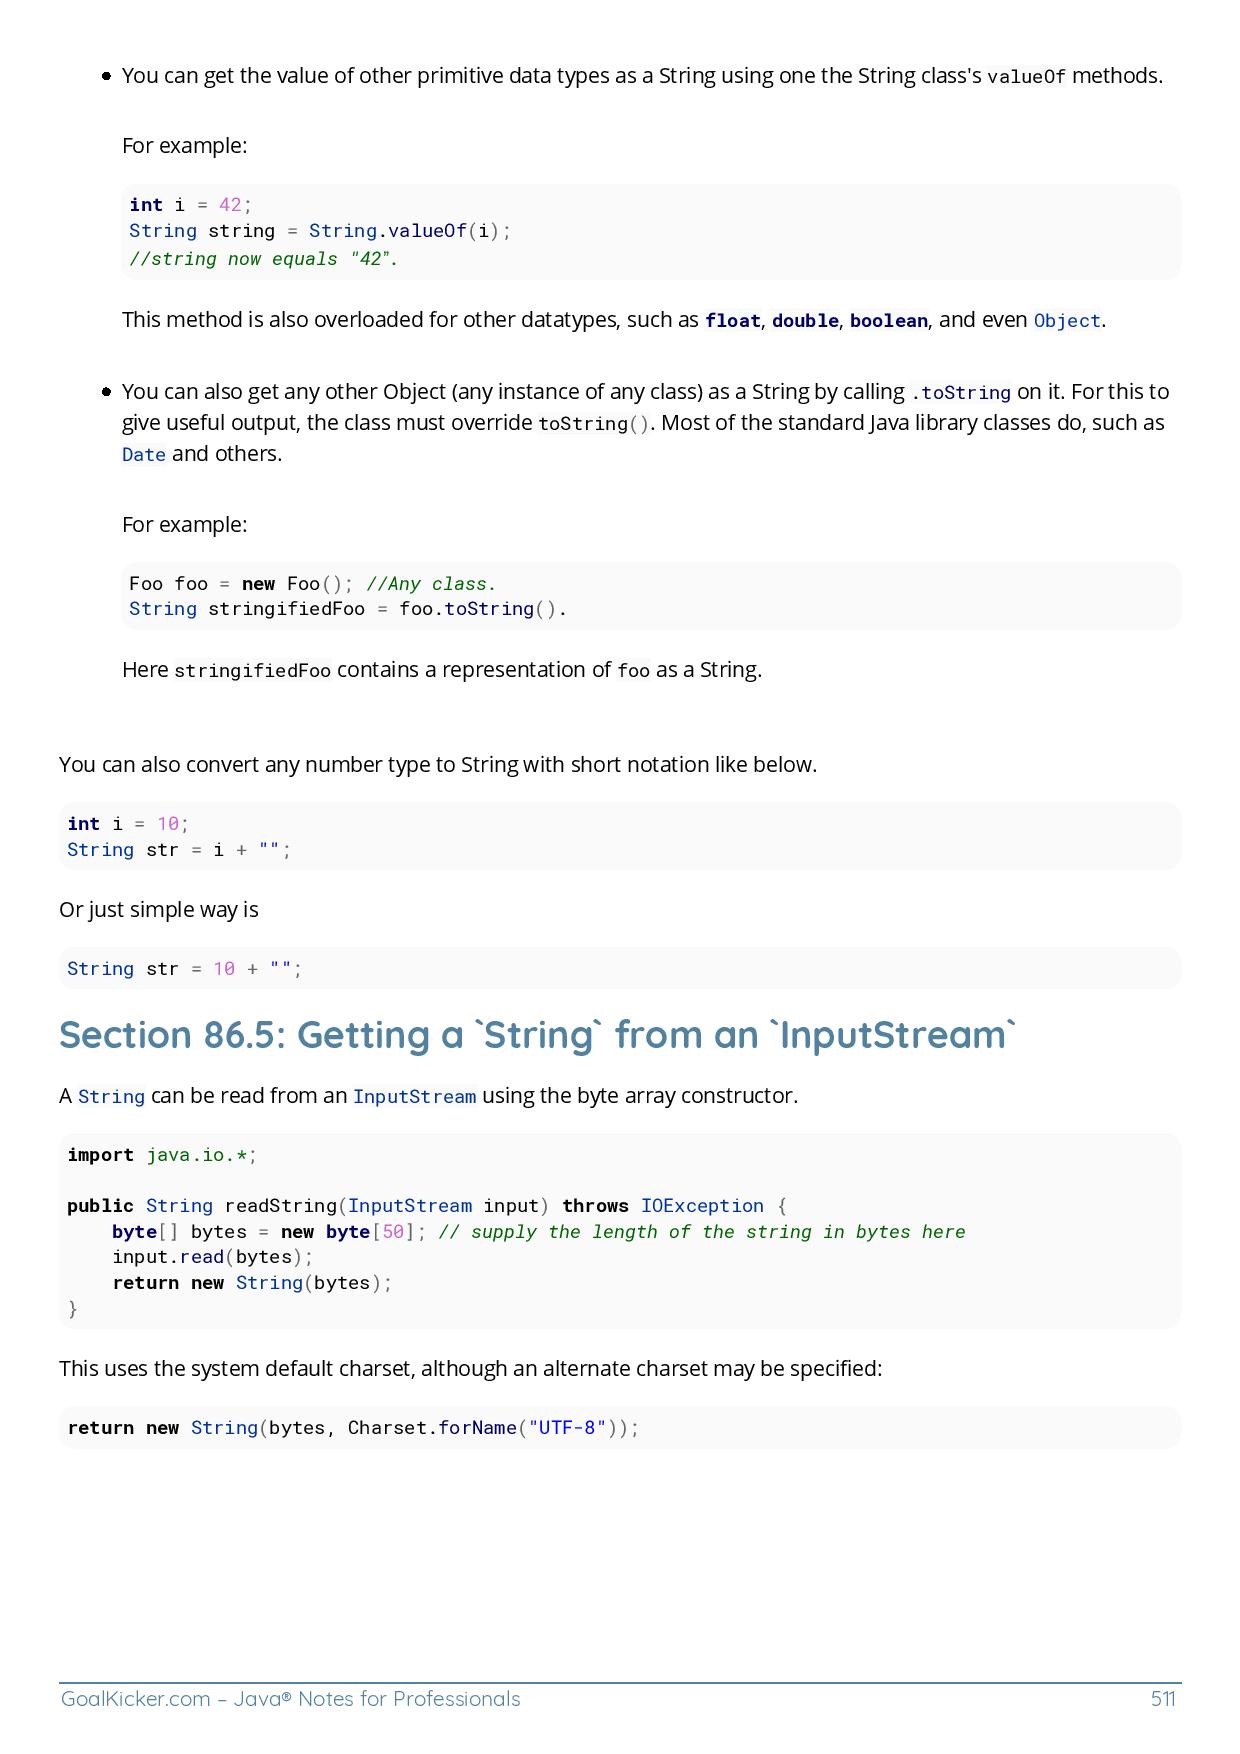 • You can get the value of other primitive data types as a String using one the String class's valueOf methods.
For example:
int i = 42;
String string = String.valueOf(i);
//string now equals "42”.
This method is also overloaded for other datatypes, such as float, double, boolean, and even Object.
• You can also get any other Object (any instance of any class) as a String by calling .toString on it. For this to
give useful output, the class must override toString(). Most of the standard Java library classes do, such as
Date and others.
For example:
Foo foo = new Foo(); //Any class.
String stringifiedFoo = foo.toString().
Here stringifiedFoo contains a representation of foo as a String.
You can also convert any number type to String with short notation like below.
int i = 10;
String str = i + "";
Or just simple way is
String str = 10 + "";
Section 86.5: Getting a `String` from an `InputStream`
A String can be read from an InputStream using the byte array constructor.
import java.io.*;
public String readString(InputStream input) throws IOException {
    byte[] bytes = new byte[50]; // supply the length of the string in bytes here
    input.read(bytes);
    return new String(bytes);
}
This uses the system default charset, although an alternate charset may be specified:
return new String(bytes, Charset.forName("UTF-8"));
GoalKicker.com – Java® Notes for Professionals 511